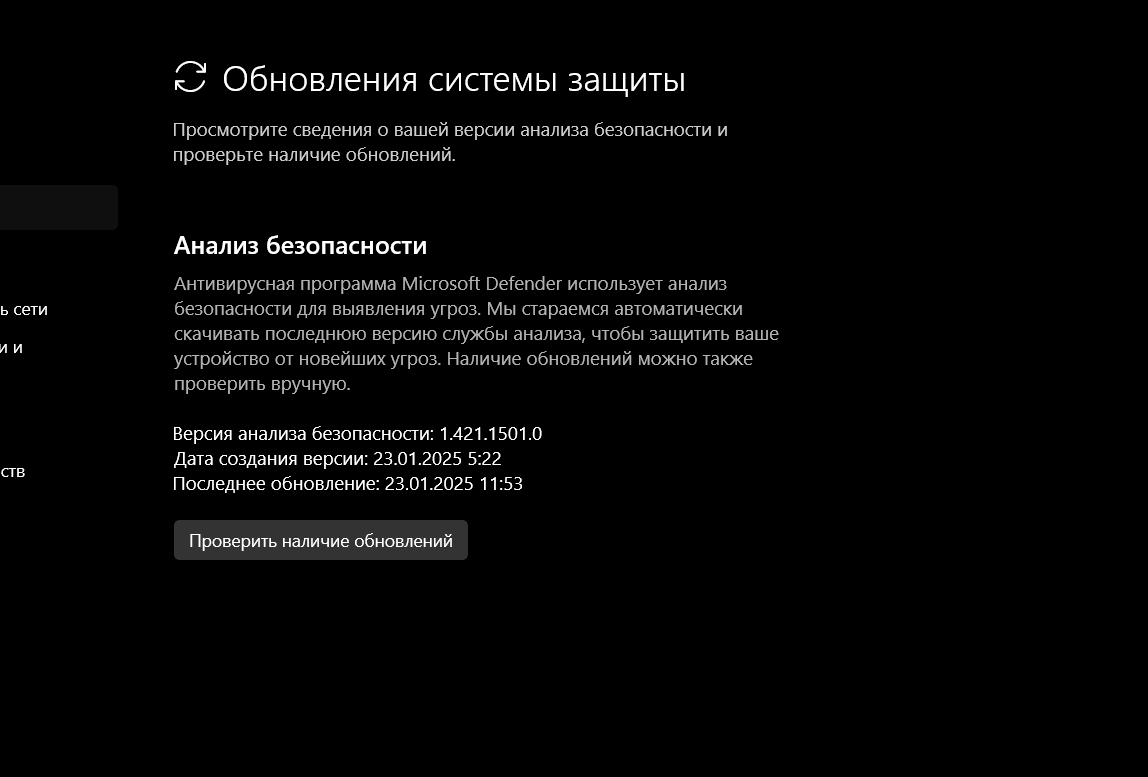 Обновления системы защиты
Просмотрите сведения о вашей версии анализа безопасности и
проверьте наличие обновлений.
Анализ безопасности
Антивирусная программа Microsoft Defender использует анализ
безопасности для выявления угроз. Мы стараемся автоматически
ь сети
скачивать последнюю версию службы анализа, чтобы защитить ваше
и и
устройство от новейших угроз. Наличие обновлений можно также
проверить вручную.
Версия анализа безопасности: 1.421.1501.0
Дата создания версии: 23.01.2025 5:22
ств
Последнее обновление: 23.01.2025 11:53
Проверить наличие обновлений